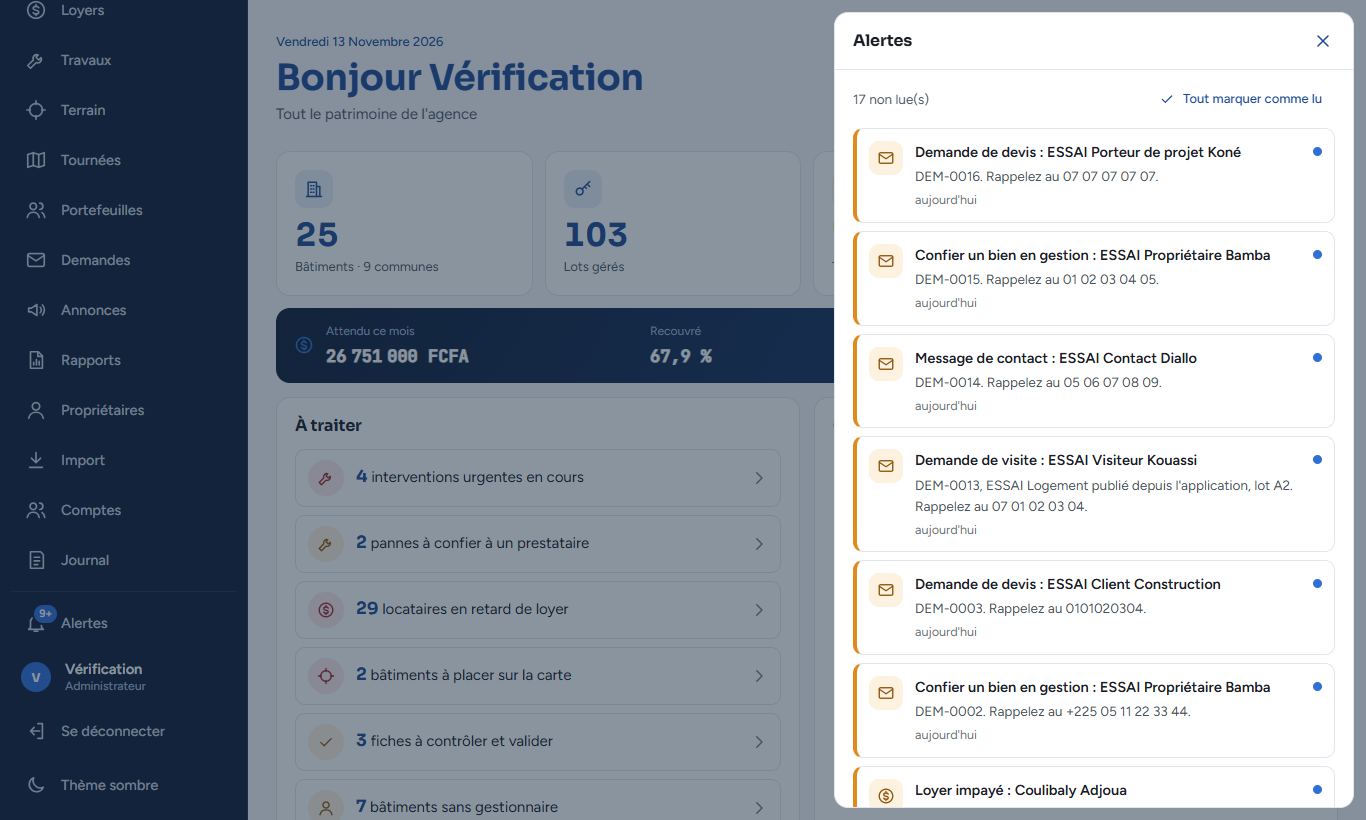 Loyers
Travaux
Terrain
Tournées
Portefeuilles
Demandes
Annonces
Rapports
Propriétaires
Import
Comptes
Journal
9+
Alertes
V
Vérification
Administrateur
Se déconnecter
Thème sombre
Vendredi 13 Novembre 2026
Bonjour Vérification
Tout le patrimoine de l'agence
25
Bâtiments · 9 communes
103
Lots gérés
Attendu ce mois
26 751 000 FCFA
Recouvré
67,9 %
À traiter
4 interventions urgentes en cours
2 pannes à confier à un prestataire
29 locataires en retard de loyer
2 bâtiments à placer sur la carte
3 fiches à contrôler et valider
7 bâtiments sans gestionnaire
Alertes
17 non lue(s)
Tout marquer comme lu
Demande de devis : ESSAI Porteur de projet Koné
DEM-0016. Rappelez au 07 07 07 07 07.
aujourd'hui
Confier un bien en gestion : ESSAI Propriétaire Bamba
DEM-0015. Rappelez au 01 02 03 04 05.
aujourd'hui
Message de contact : ESSAI Contact Diallo
DEM-0014. Rappelez au 05 06 07 08 09.
aujourd'hui
Demande de visite : ESSAI Visiteur Kouassi
DEM-0013, ESSAI Logement publié depuis l'application, lot A2.
Rappelez au 07 01 02 03 04.
aujourd'hui
Demande de devis : ESSAI Client Construction
DEM-0003. Rappelez au 0101020304.
aujourd'hui
Confier un bien en gestion : ESSAI Propriétaire Bamba
DEM-0002. Rappelez au +225 05 11 22 33 44.
aujourd'hui
Loyer impayé : Coulibaly Adjoua